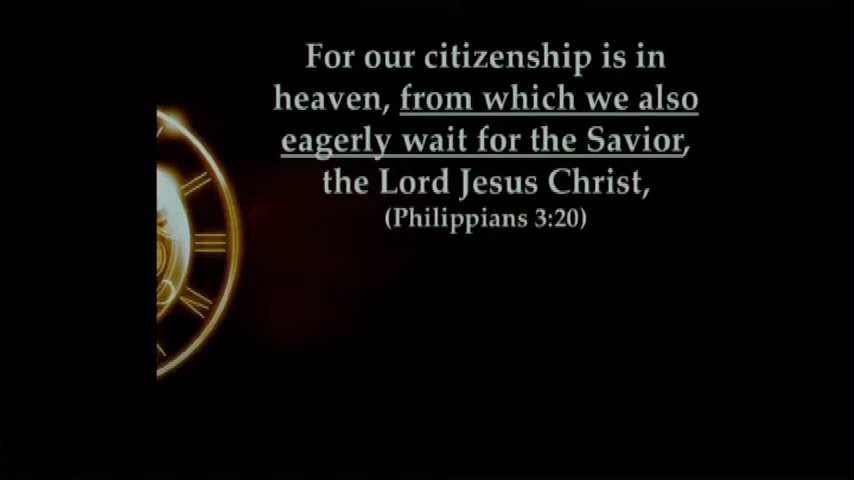 For our citizenship is in
heaven, from which we also
eagerly wait for the Savior,
the Lord Jesus Christ,
(Philippians 3:20)